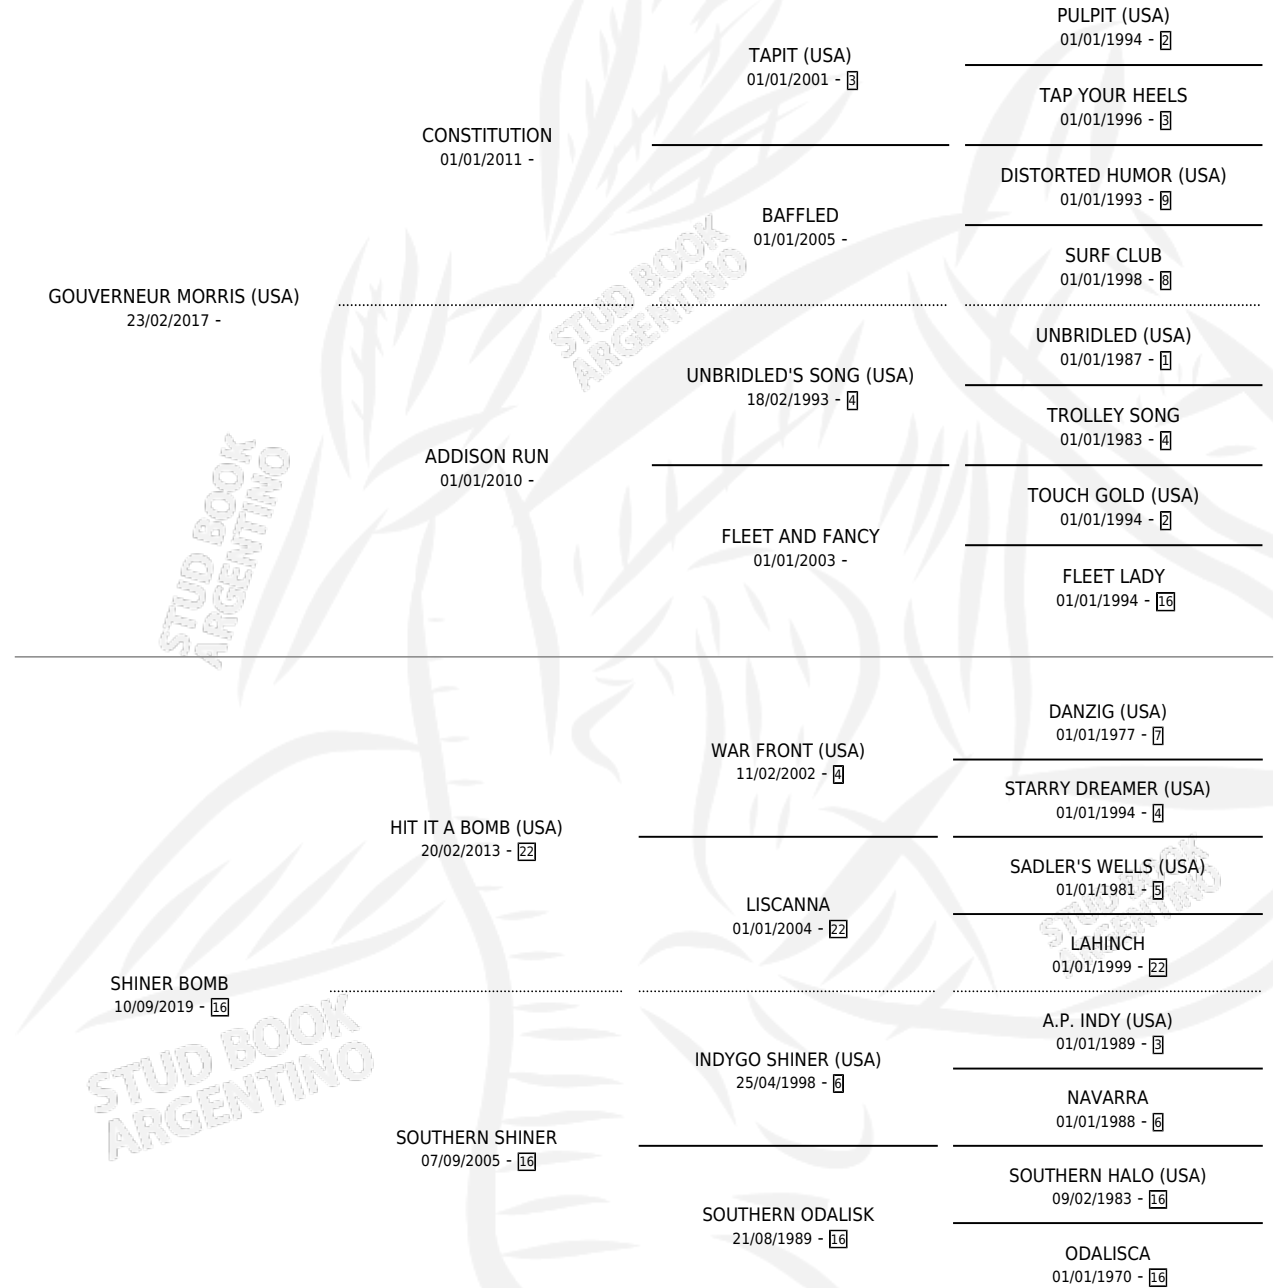 PULPIT (USA)
01/01/1994 - 2
TAPIT (USA)
01/01/2001 - 3
TAP YOUR HEELS
01/01/1996 - 3
CONSTITUTION
01/01/2011 -
DISTORTED HUMOR (USA)
01/01/1993 - 9
BAFFLED
01/01/2005 -
SURF CLUB
01/01/1998 - 8
STUD BOOK
ARGENTINO
GOUVERNEUR MORRIS (USA)
23/02/2017 -
UNBRIDLED (USA)
01/01/1987 - 1
UNBRIDLED'S SONG (USA)
18/02/1993 - 4
TROLLEY SONG
01/01/1983 - 4
ADDISON RUN
01/01/2010 -
TOUCH GOLD (USA)
01/01/1994 - 2
FLEET AND FANCY
01/01/2003 -
FLEET LADY
01/01/1994 - 16
STUD BOOK
ARGENTINO
DANZIG (USA)
01/01/1977 - 7
WAR FRONT (USA)
11/02/2002 - 4
STARRY DREAMER (USA)
01/01/1994 - 4
HIT IT A BOMB (USA)
20/02/2013 - 22
SADLER'S WELLS (USA)
01/01/1981 - 5
LISCANNA
01/01/2004 - 22
LAHINCH
01/01/1999 - 22
STUD BOOK
ARGENTINO
SHINER BOMB
10/09/2019 - 16
A.P. INDY (USA)
01/01/1989 - 3
INDYGO SHINER (USA)
25/04/1998 - 6
NAVARRA
01/01/1988 - 6
STUD BOOK
ARGENTINO
SOUTHERN SHINER
07/09/2005 - 16
SOUTHERN HALO (USA)
09/02/1983 - 16
SOUTHERN ODALISK
21/08/1989 - 16
ODALISCA
01/01/1970 - 16